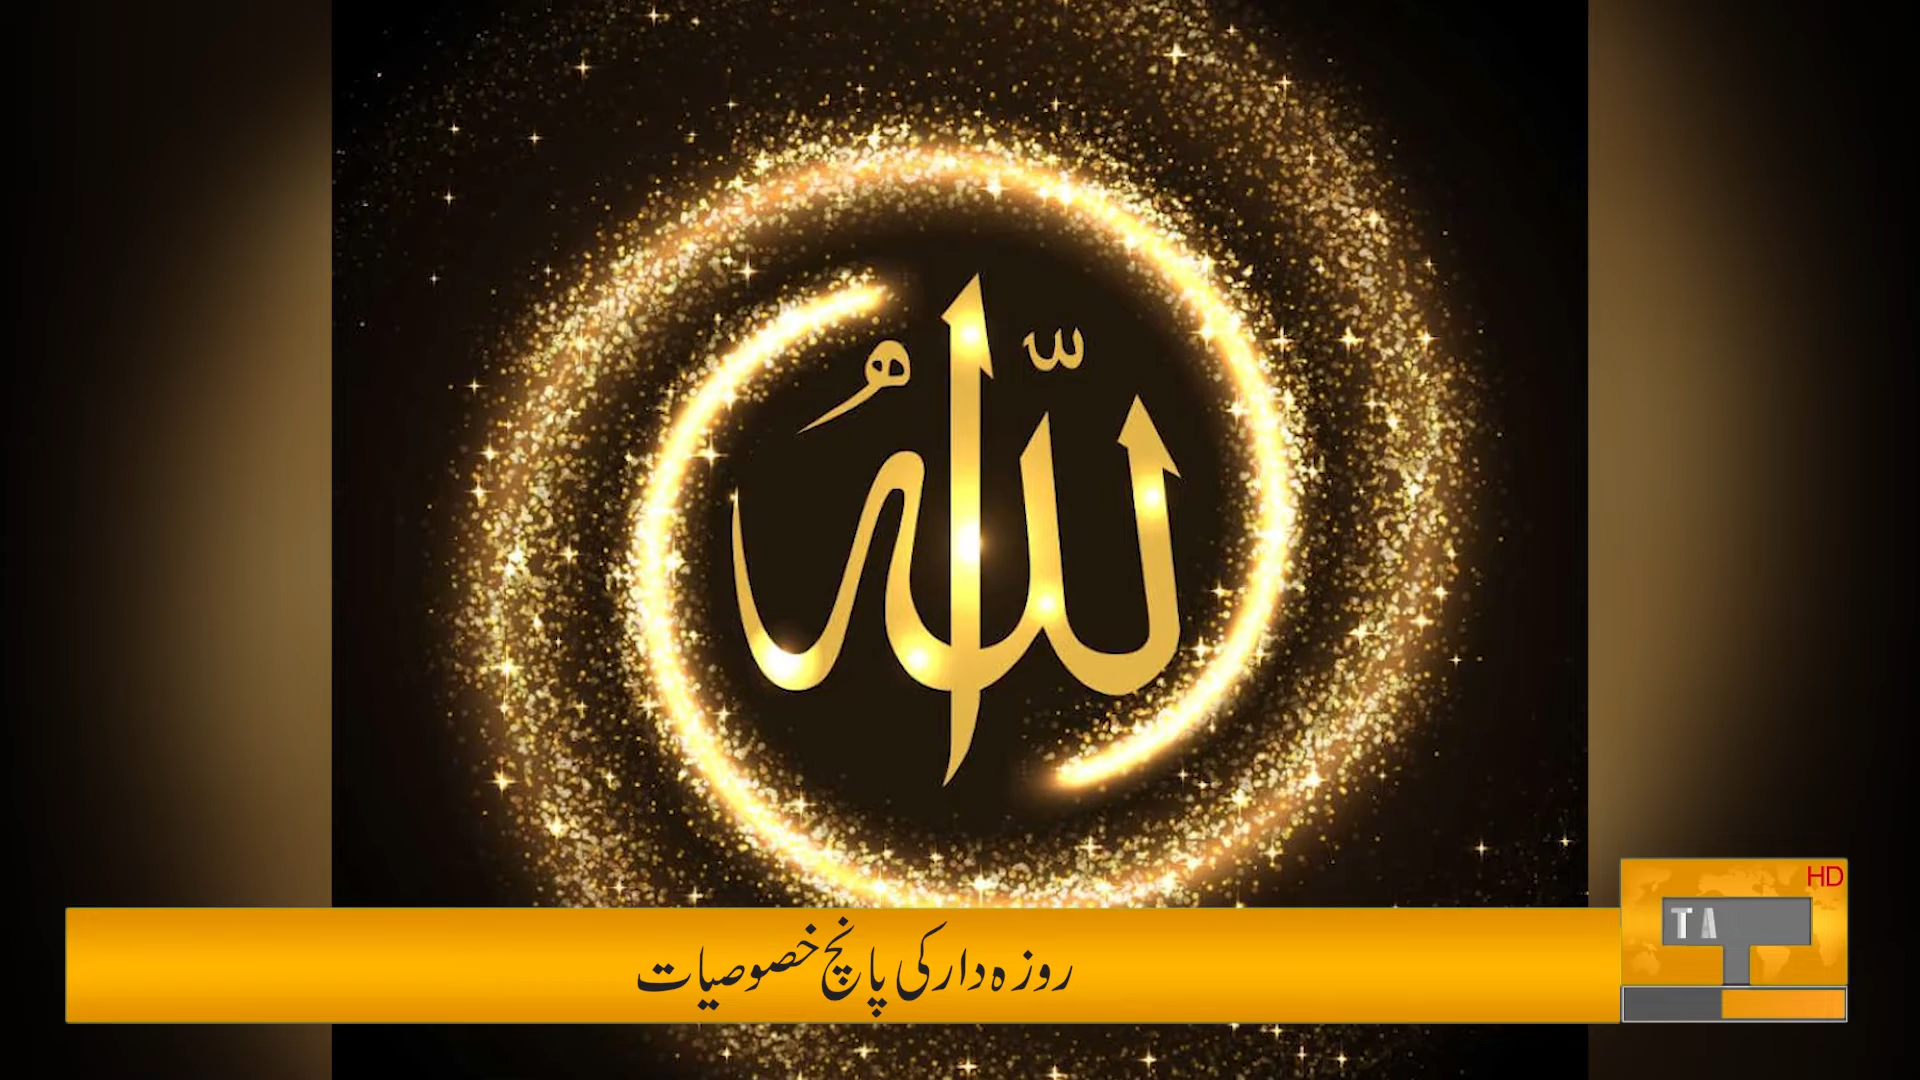 اللّٰهُ
HD
TA
روزہ دار کی پانچ خصوصیات